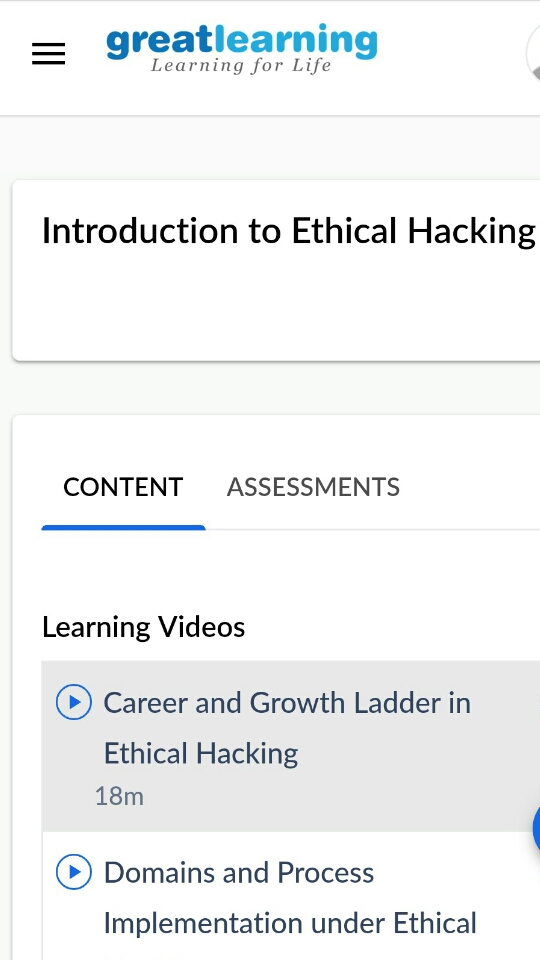 greatlearning
Learning for Life
Introduction to Ethical Hacking
CONTENT
ASSESSMENTS
Learning Videos
Career and Growth Ladder in
Ethical Hacking
18m
Domains and Process
Implementation under Ethical